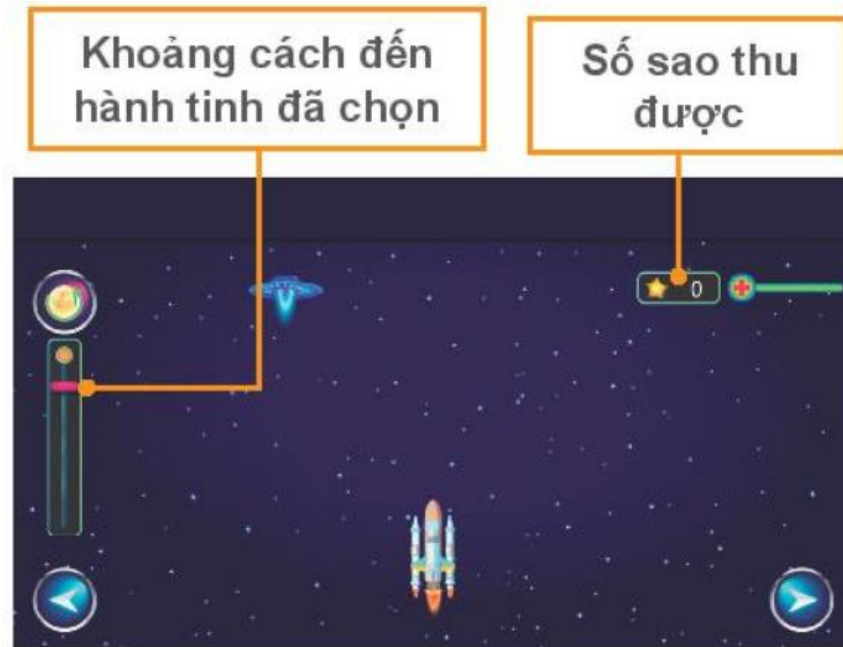 Khoảng cách đến
hành tinh đã chọn
Số sao thu
được
0